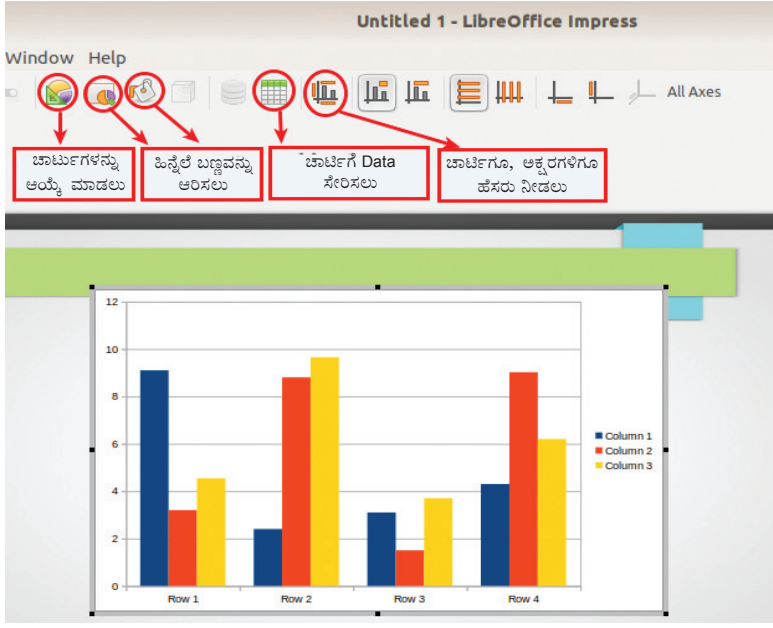 Untitled 1 - LibreOffice Impress
Window Help
All Axes
ಚಾರ್ಟುಗಳನ್ನು
ಆಯ್ಕೆ ಮಾಡಲು
ಹಿನ್ನೆಲೆ ಬಣ್ಣವನ್ನು
ಆರಿಸಲು
ಚಾರ್ಟಿಗೆ Data
ಸೇರಿಸಲು
ಚಾರ್ಟಿಗೂ, ಅಕ್ಷರಗಳಿಗೂ
ಹೆಸರು ನೀಡಲು
12
10
8
6
4
2
0
Row 1 Row 2 Row 3 Row 4
Column 1
Column 2
Column 3